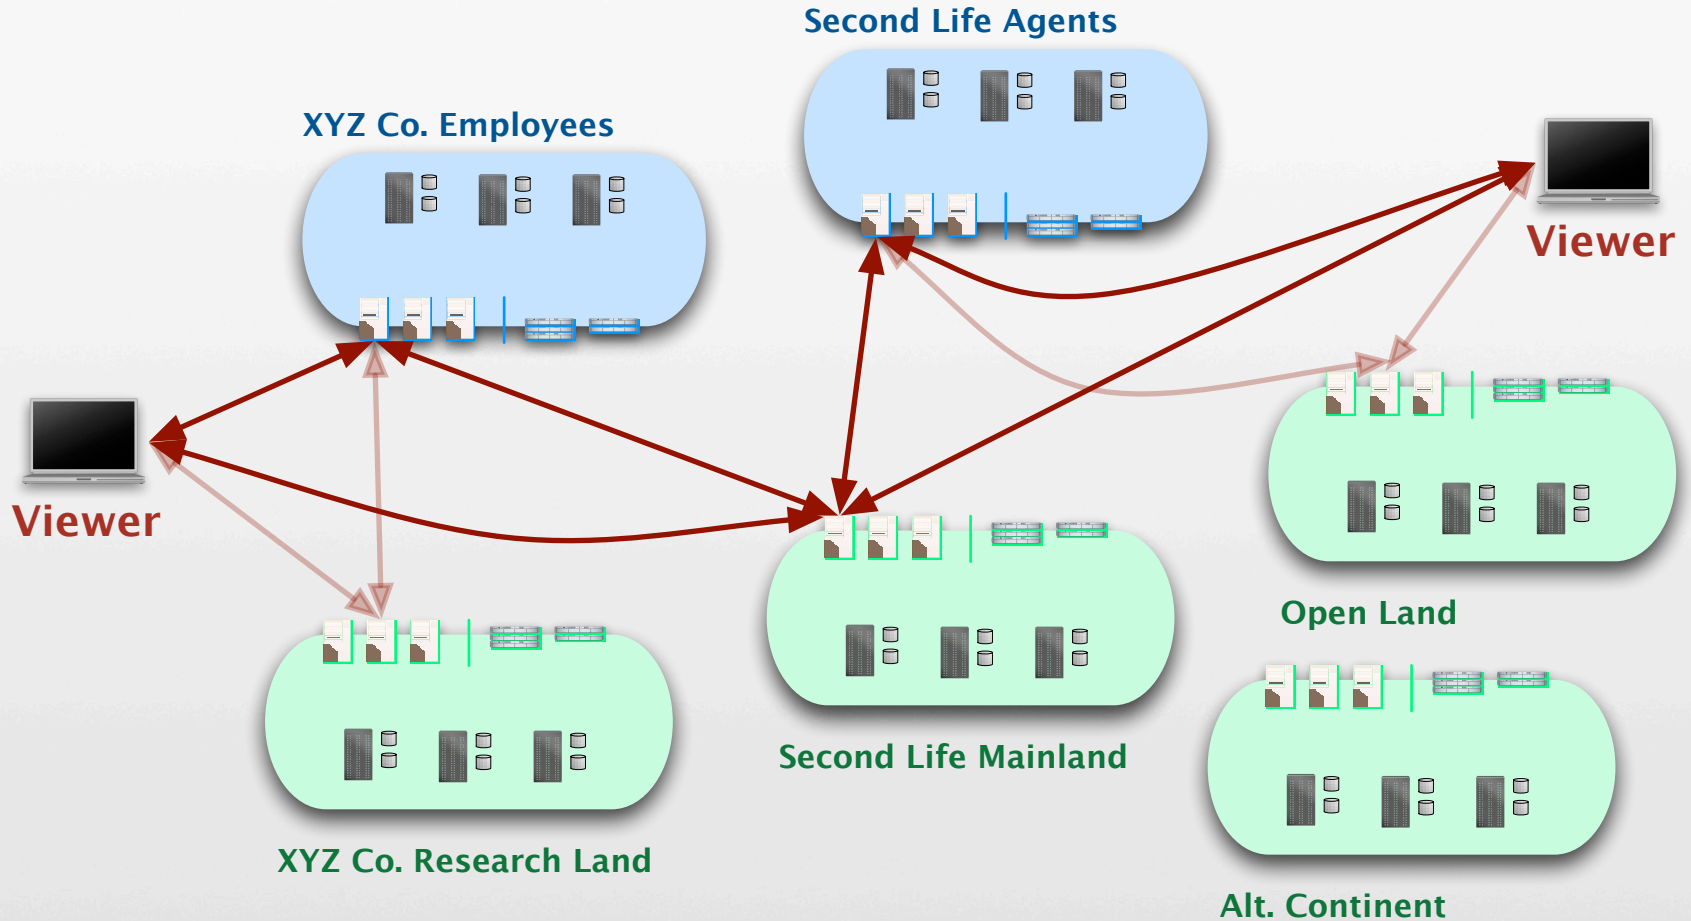 Second Life Agents
XYZ Co. Employees
Viewer
Viewer
Open Land
Second Life Mainland
XYZ Co. Research Land
Alt. Continent